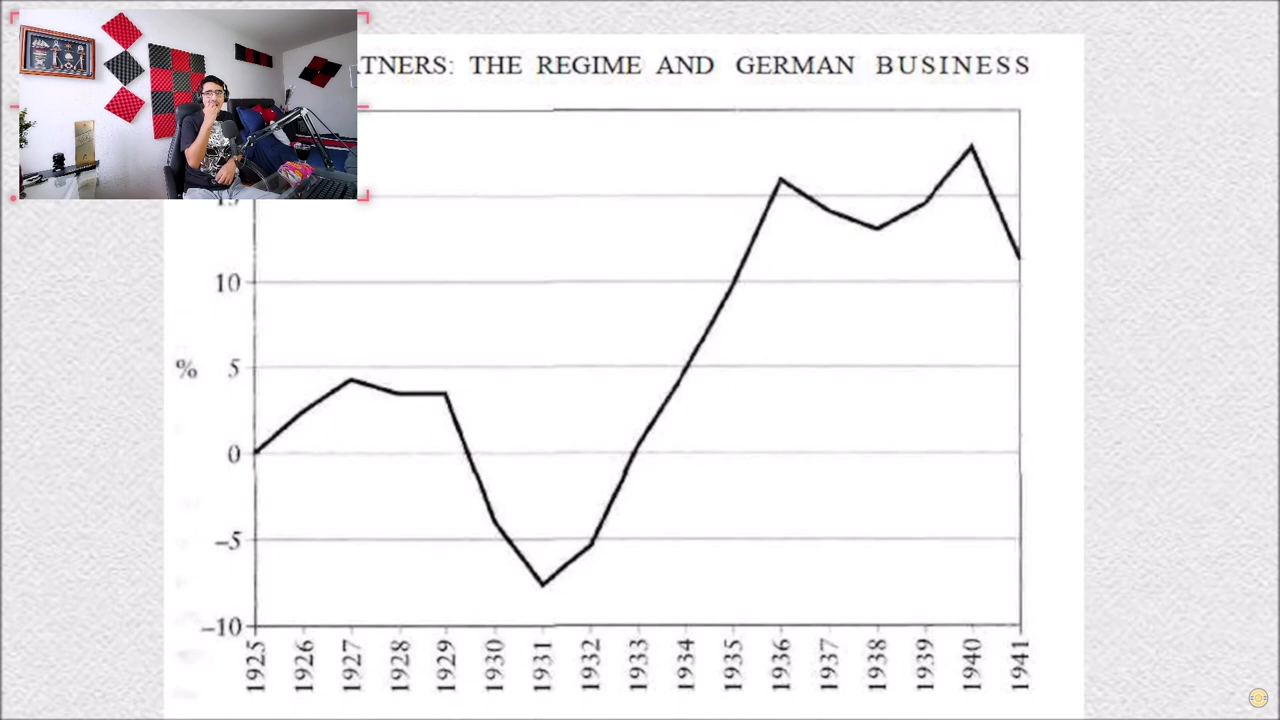 TNERS: THE REGIME AND GERMAN BUSINESS
10
% 5
0
–5
–10
1925 1926 1927 1928 1929 1930 1931 1932 1933 1934 1935 1936 1937 1938 1939 1940 1941